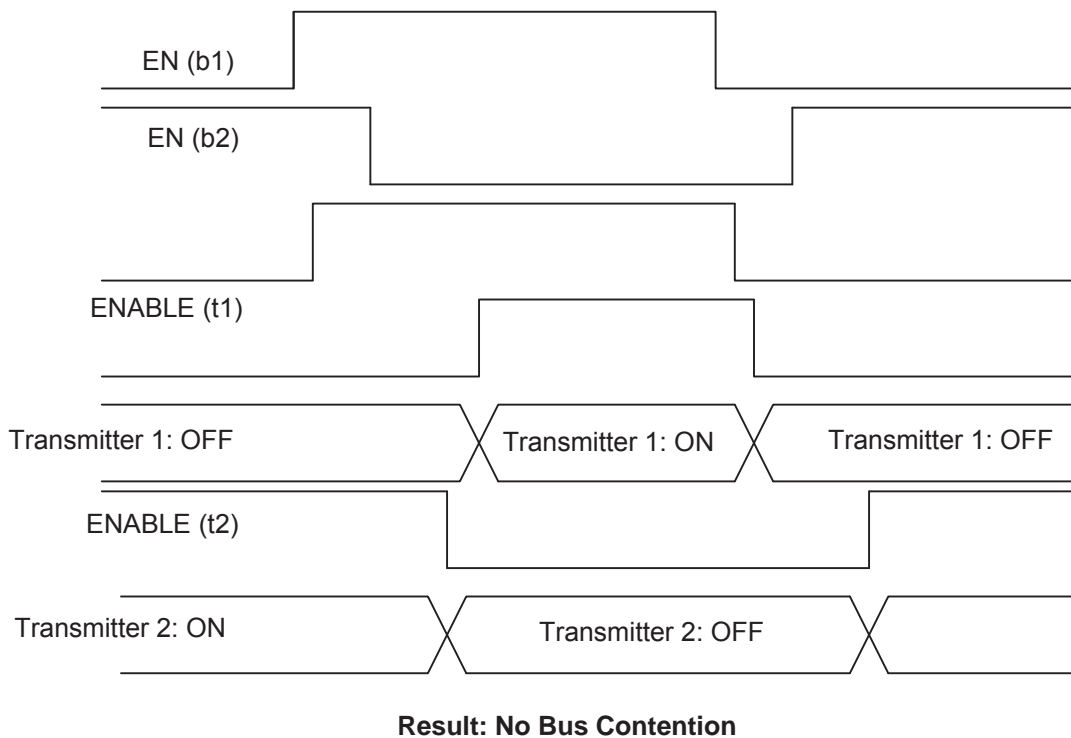 EN (b1)
EN (b2)
ENABLE (t1)
Transmitter 1: OFF
Transmitter 1: ON
Transmitter 1: OFF
ENABLE (t2)
Transmitter 2: ON
Transmitter 2: OFF
Result: No Bus Contention